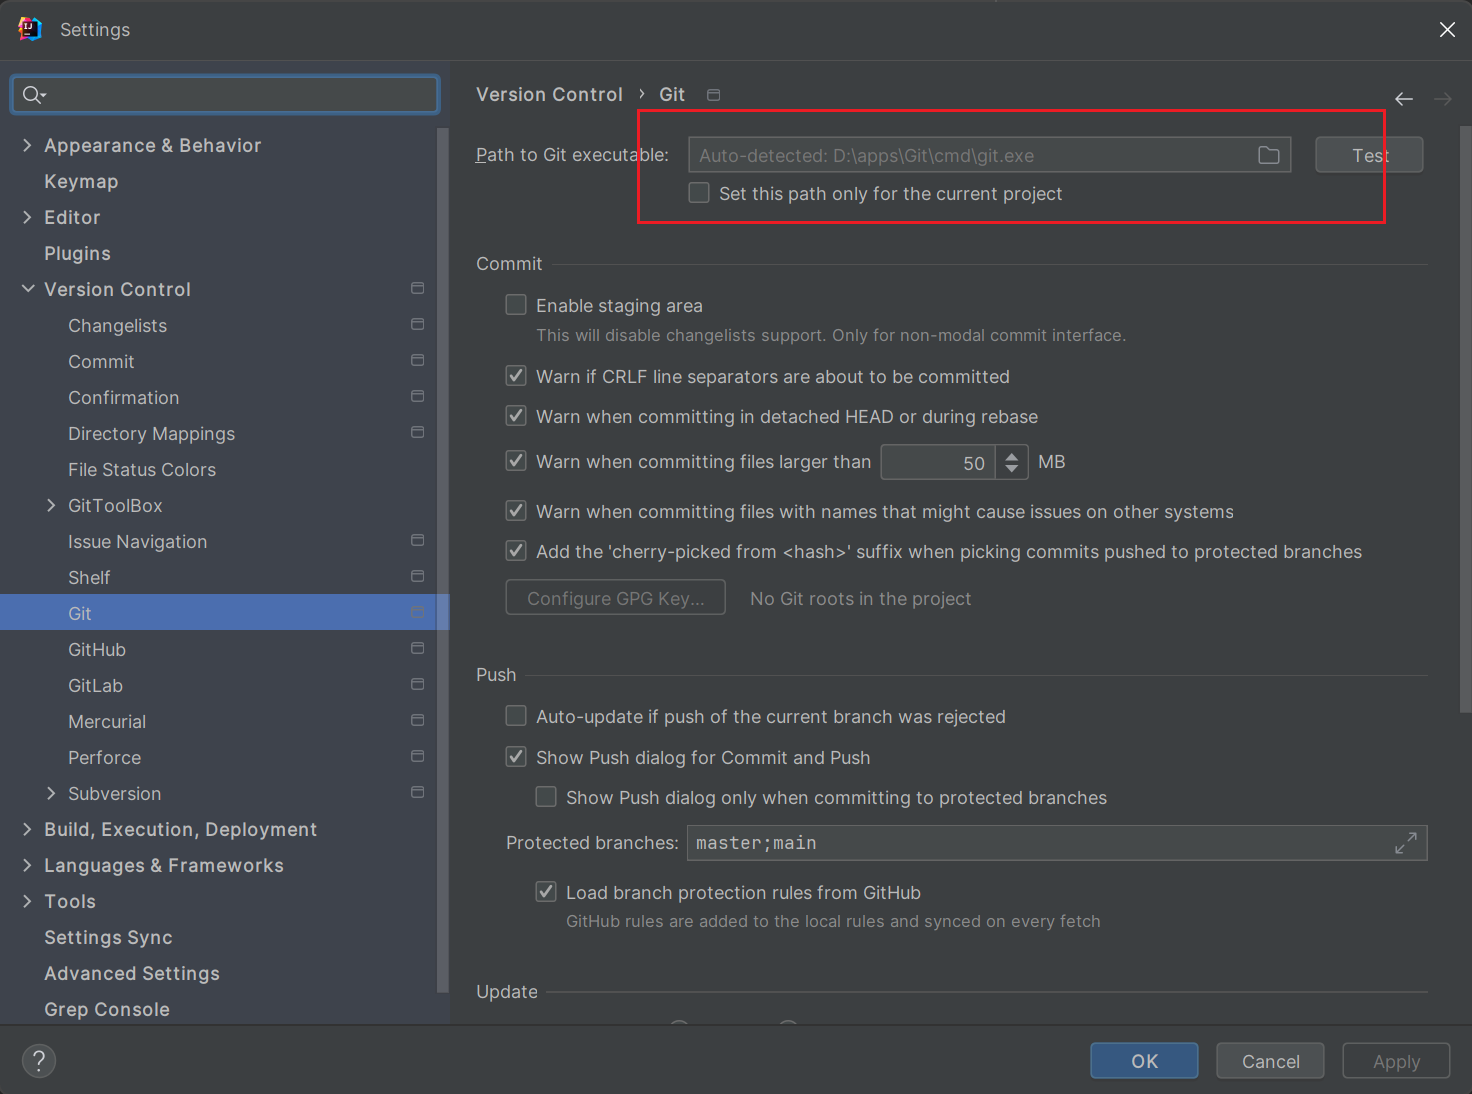 Settings
Appearance & Behavior
Keymap
Editor
Plugins
Version Control
Changelists
Commit
Confirmation
Directory Mappings
File Status Colors
GitToolBox
Issue Navigation
Shelf
Git
GitHub
GitLab
Mercurial
Perforce
Subversion
Build, Execution, Deployment
Languages & Frameworks
Tools
Settings Sync
Advanced Settings
Grep Console
Version Control › Git
Path to Git executable: Auto-detected: D:\apps\Git\cmd\git.exe Test
Set this path only for the current project
Commit
Enable staging area
This will disable changelists support. Only for non-modal commit interface.
Warn if CRLF line separators are about to be committed
Warn when committing in detached HEAD or during rebase
Warn when committing files larger than 50 MB
Warn when committing files with names that might cause issues on other systems
Add the 'cherry-picked from <hash>' suffix when picking commits pushed to protected branches
Configure GPG Key... No Git roots in the project
Push
Auto-update if push of the current branch was rejected
Show Push dialog for Commit and Push
Show Push dialog only when committing to protected branches
Protected branches: master;main
Load branch protection rules from GitHub
GitHub rules are added to the local rules and synced on every fetch
Update
? OK Cancel Apply